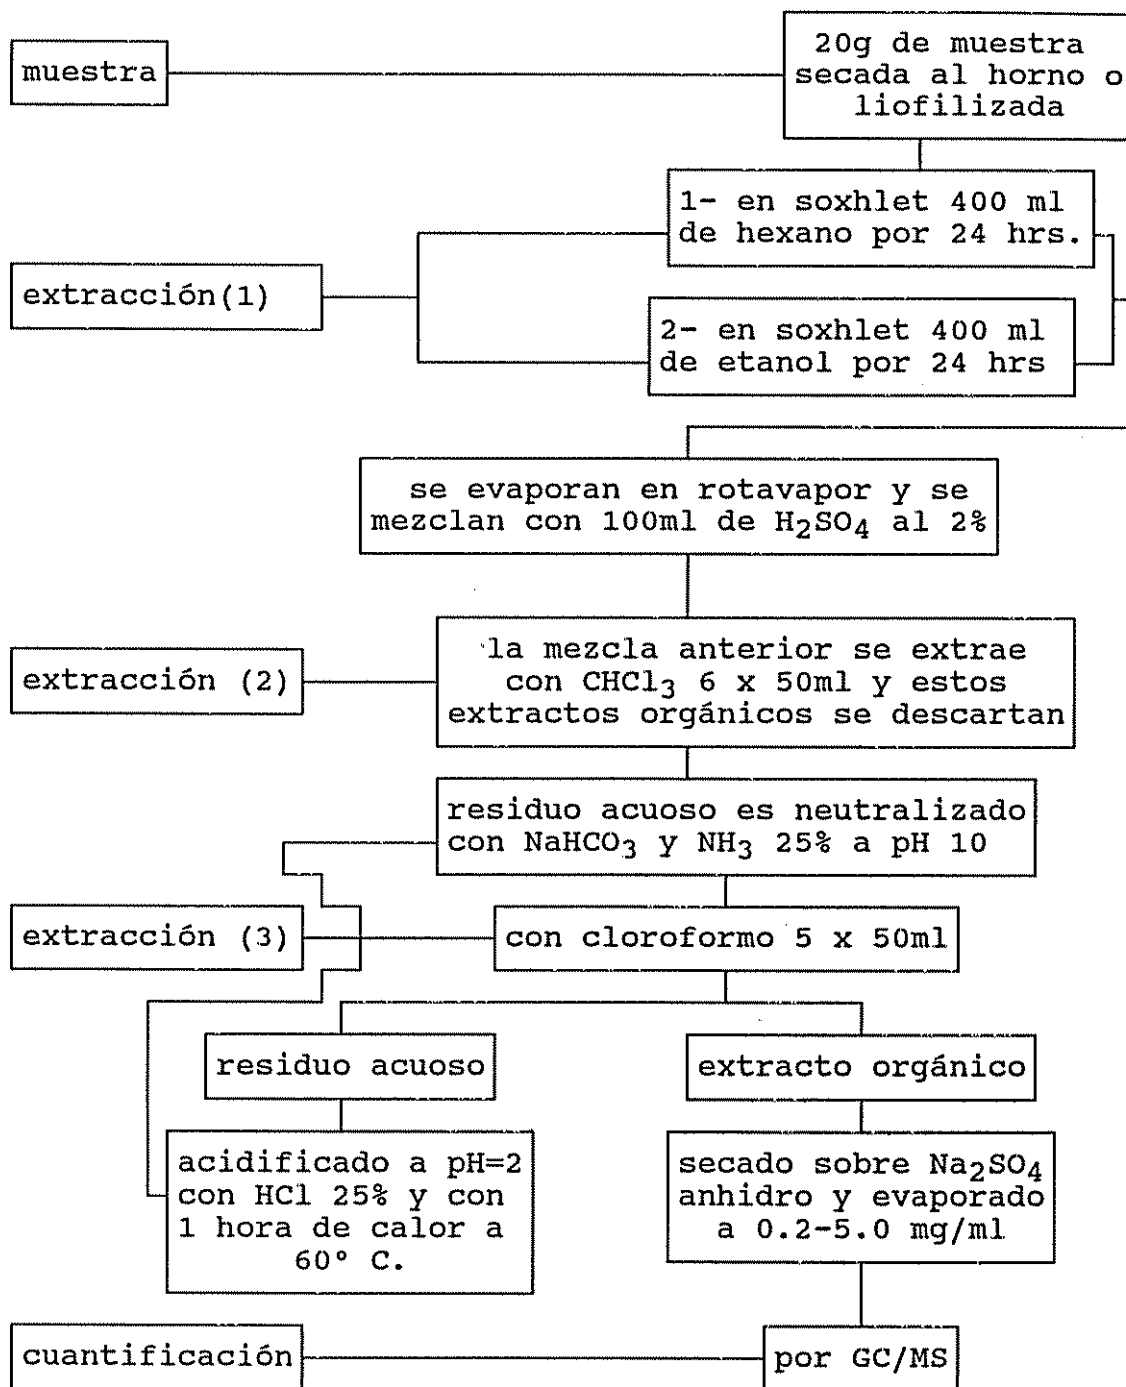 muestra
20g de muestra
secada al horno o
liofilizada
1- en soxhlet 400 ml
de hexano por 24 hrs.
extracción(1)
2- en soxhlet 400 ml
de etanol por 24 hrs
se evaporan en rotavapor y se
mezclan con 100ml de H₂SO₄ al 2%
extracción (2)
la mezcla anterior se extrae
con CHCl₃ 6 x 50ml y estos
extractos orgánicos se descartan
residuo acuoso es neutralizado
con NaHCO₃ y NH₃ 25% a pH 10
extracción (3)
con cloroformo 5 x 50ml
residuo acuoso
extracto orgánico
acidificado a pH=2
con HCl 25% y con
1 hora de calor a
60° C.
secado sobre Na₂SO₄
anhidro y evaporado
a 0.2-5.0 mg/ml
cuantificación
por GC/MS